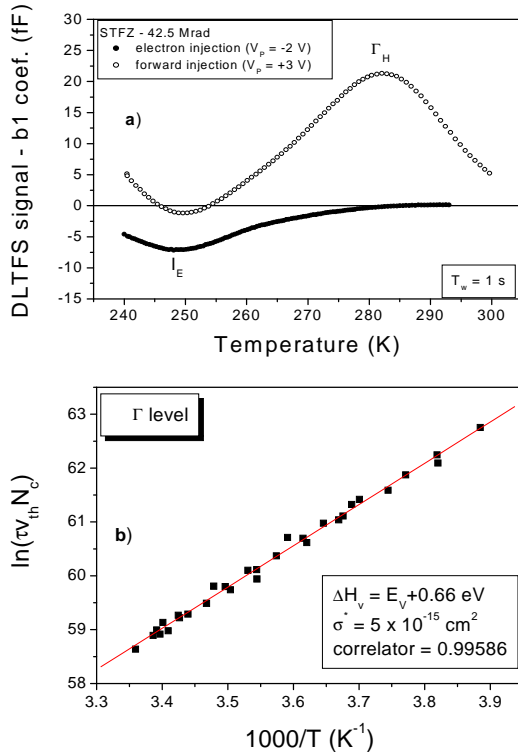 STFZ - 42.5 Mrad
electron injection (V_P = -2 V)
forward injection (V_P = +3 V)
Γ_H
a)
I_E
T_w = 1 s
30
25
20
15
10
5
0
-5
-10
-15
DLTFS signal - b1 coef. (fF)
240 250 260 270 280 290 300
Temperature (K)
Γ level
b)
63
62
61
60
59
58
ln(τv_th N_c)
ΔH_v = E_V+0.66 eV
σ^* = 5 x 10^-15 cm^2
correlator = 0.99586
3.3 3.4 3.5 3.6 3.7 3.8 3.9
1000/T (K^-1)